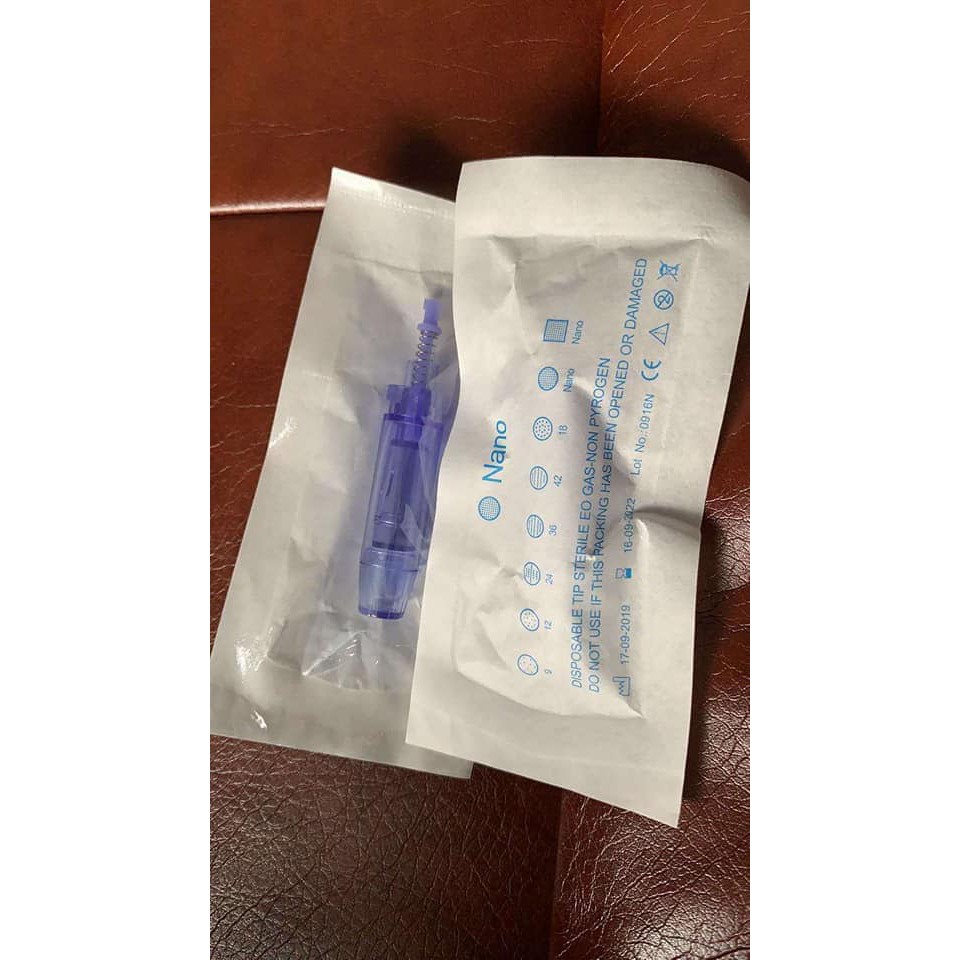 Nano
9 12 24 36 42 18 Nano Nano
DISPOSABLE TIP STERILE EO GAS-NON PYROGEN
DO NOT USE IF THIS PACKING HAS BEEN OPENED OR DAMAGED
17-09-2019 16-09-2022 Lot No.:0916N CE